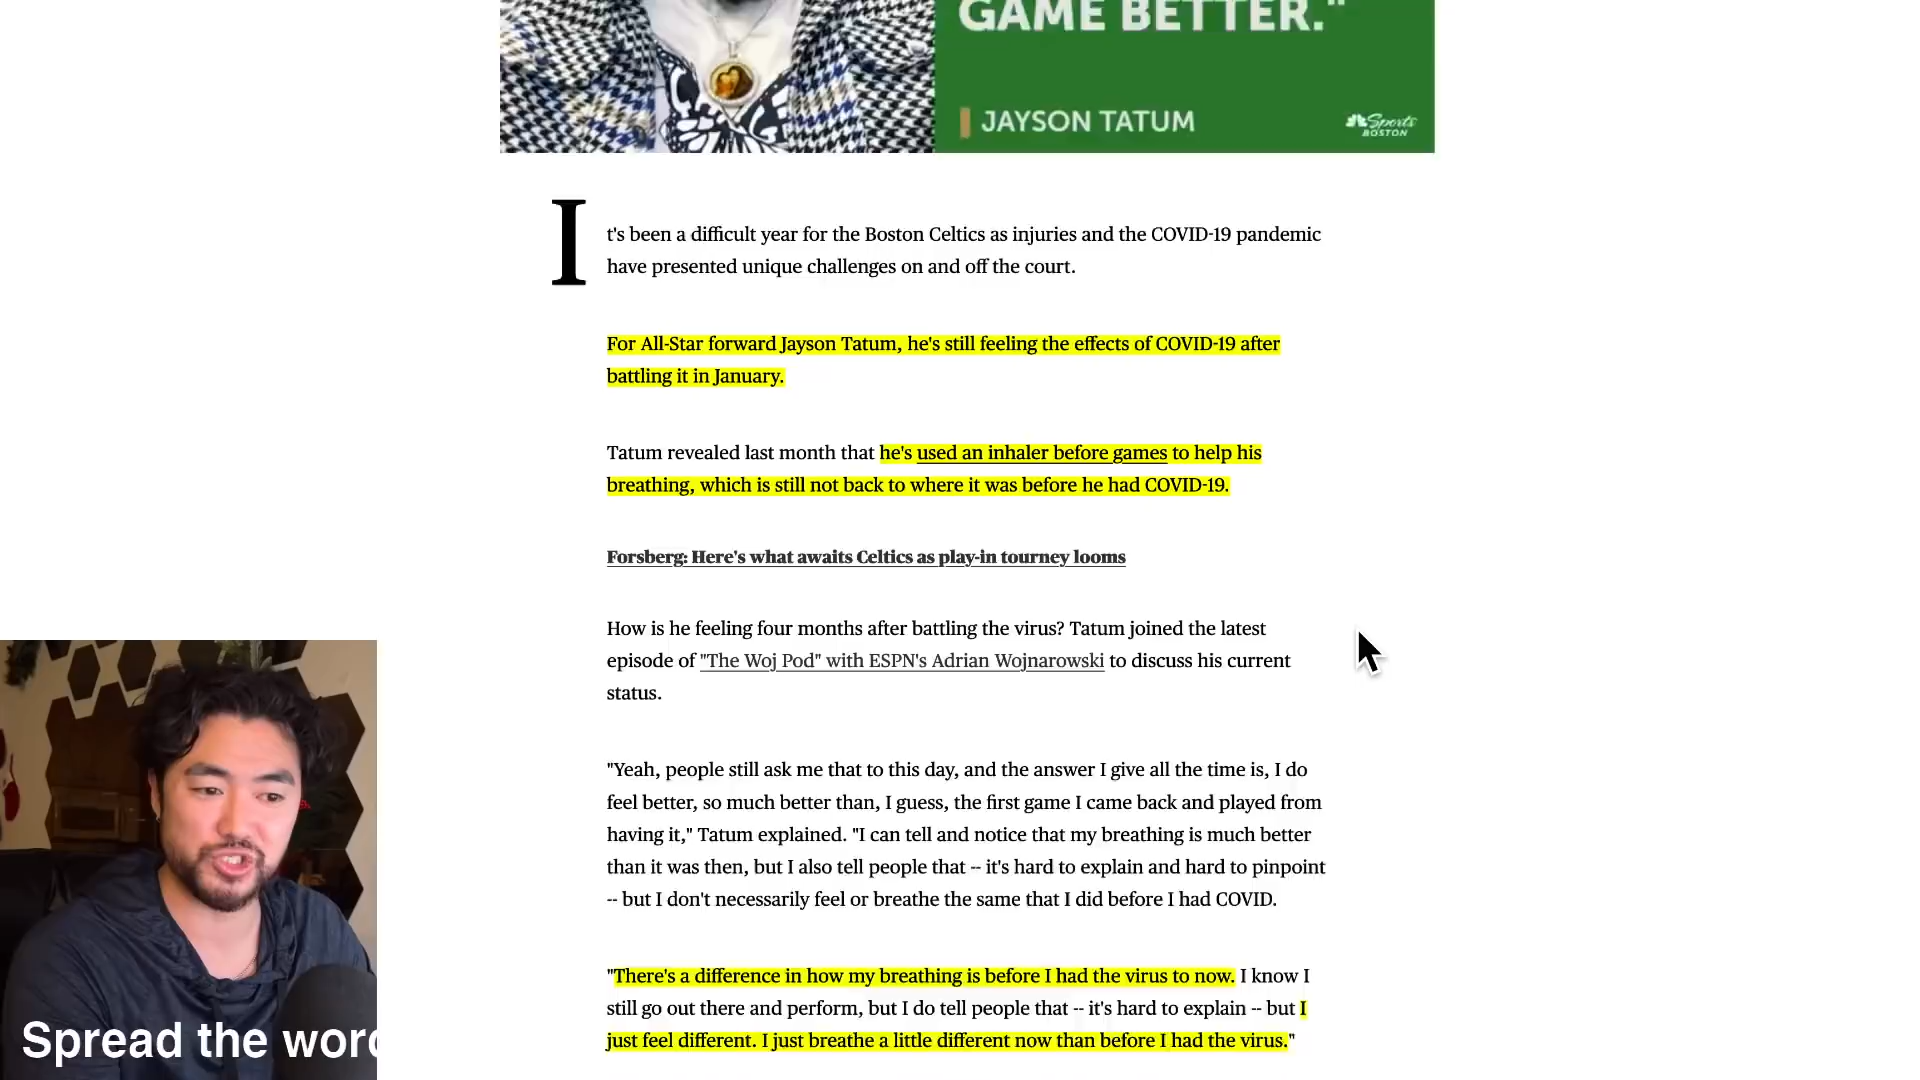 GAME BETTER."
JAYSON TATUM
Sports
BOSTON
It's been a difficult year for the Boston Celtics as injuries and the COVID-19 pandemic
have presented unique challenges on and off the court.
For All-Star forward Jayson Tatum, he's still feeling the effects of COVID-19 after
battling it in January.
Tatum revealed last month that he's used an inhaler before games to help his
breathing, which is still not back to where it was before he had COVID-19.
Forsberg: Here's what awaits Celtics as play-in tourney looms
How is he feeling four months after battling the virus? Tatum joined the latest
episode of "The Woj Pod" with ESPN's Adrian Wojnarowski to discuss his current
status.
"Yeah, people still ask me that to this day, and the answer I give all the time is, I do
feel better, so much better than, I guess, the first game I came back and played from
having it," Tatum explained. "I can tell and notice that my breathing is much better
than it was then, but I also tell people that -- it's hard to explain and hard to pinpoint
-- but I don't necessarily feel or breathe the same that I did before I had COVID.
"There's a difference in how my breathing is before I had the virus to now. I know I
still go out there and perform, but I do tell people that -- it's hard to explain -- but I
just feel different. I just breathe a little different now than before I had the virus."
Spread the word